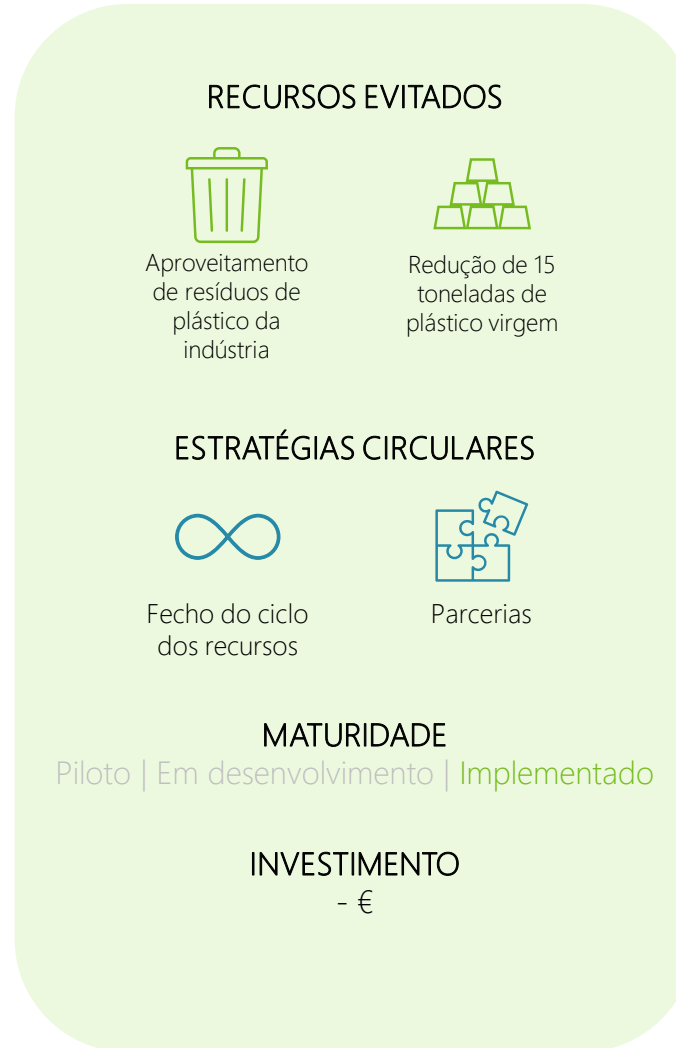 RECURSOS EVITADOS
Aproveitamento
de resíduos de
plástico da
indústria
Redução de 15
toneladas de
plástico virgem
ESTRATÉGIAS CIRCULARES
Fecho do ciclo
dos recursos
Parcerias
MATURIDADE
Piloto | Em desenvolvimento | Implementado
INVESTIMENTO
- €